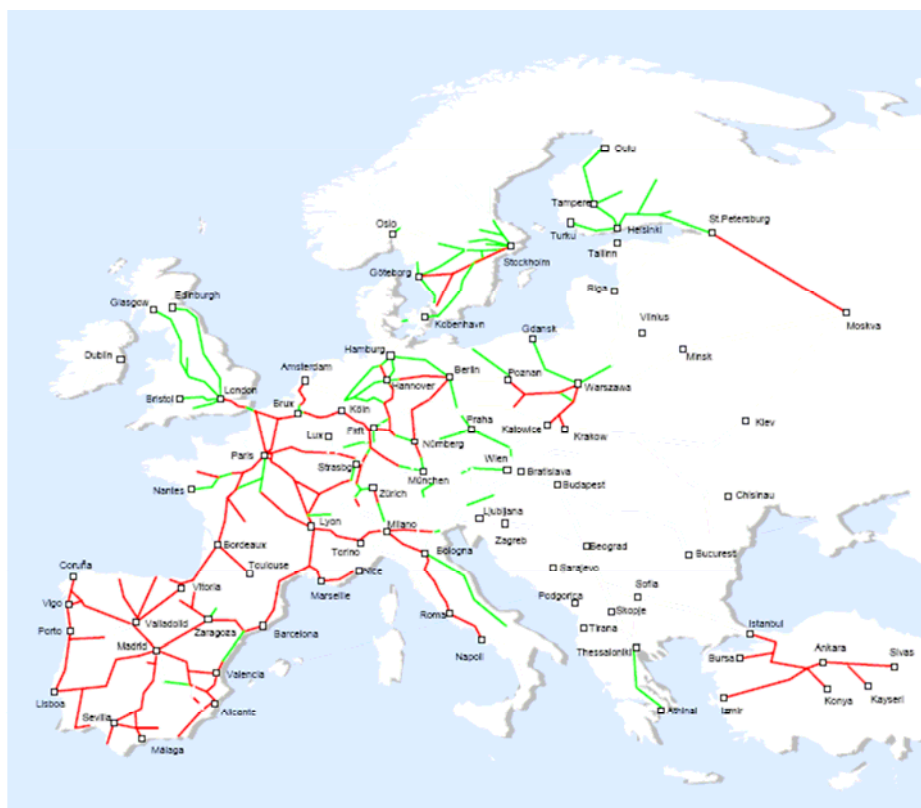 Oulu
Tampere
Turku
Helsinki
St.Petersburg
Tallinn
Oslo
Stockholm
Göteborg
Riga
Moskva
Vilnius
Minsk
Glasgow
Edinburgh
Kobenhavn
Gdansk
Dublin
Hamburg
Amsterdam
Berlin
Poznan
Hannover
Warszawa
London
Bristol
Brux
Köln
Kiev
Praha
Katowice
Krakow
Lux
Nürnberg
Paris
Strasbg
Wien
München
Bratislava
Budapest
Nantes
Zürich
Chisinau
Ljubljana
Lyon
Milano
Zagreb
Bordeaux
Torino
Bologna
Beograd
Bucuresti
Coruña
Toulouse
Nice
Sarajevo
Vitoria
Marseille
Sofia
Vigo
Podgorica
Skopje
Porto
Valladolid
Zaragoza
Barcelona
Roma
Tirana
Istanbul
Madrid
Napoli
Thessaloniki
Bursa
Ankara
Sivas
Valencia
Lisboa
Alicante
Izmir
Konya
Kayseri
Sevilla
Athinai
Málaga